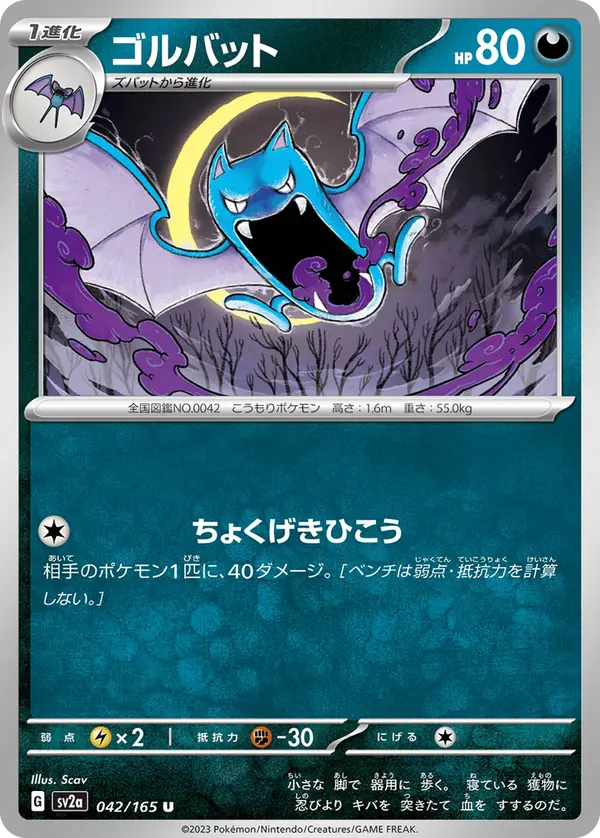 1進化
ゴルバット
HP80
ズバットから進化
全国図鑑NO.0042 こうもりポケモン 高さ:1.6m 重さ:55.0kg
ちょくげきひこう
相手のポケモン1匹に、40ダメージ。[ベンチは弱点・抵抗力を計算
しない。]
弱点 ×2 抵抗力 -30 にげる
Illus. Scav
G sv2a 042/165 U
小さな 脚で 器用に 歩く。寝ている 獲物に
忍びより キバを 突きたて 血を すするのだ。
©2023 Pokémon/Nintendo/Creatures/GAME FREAK.